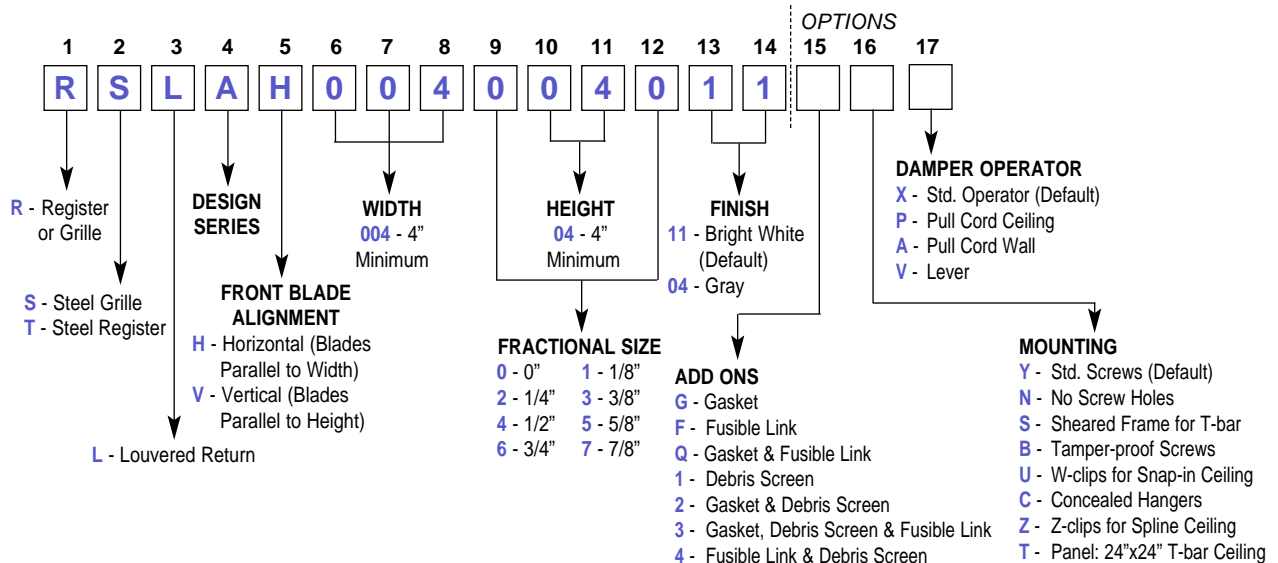 OPTIONS
1 2 3 4 5 6 7 8 9 10 11 12 13 14 15 16 17
R S L A H 0 0 4 0 0 4 0 1 1
R - Register
or Grille
S - Steel Grille
T - Steel Register
L - Louvered Return
DESIGN
SERIES
FRONT BLADE
ALIGNMENT
H - Horizontal (Blades
Parallel to Width)
V - Vertical (Blades
Parallel to Height)
WIDTH
004 - 4”
Minimum
HEIGHT
04 - 4”
Minimum
FRACTIONAL SIZE
0 - 0” 1 - 1/8”
2 - 1/4” 3 - 3/8”
4 - 1/2” 5 - 5/8”
6 - 3/4” 7 - 7/8”
FINISH
11 - Bright White
(Default)
04 - Gray
ADD ONS
G - Gasket
F - Fusible Link
Q - Gasket & Fusible Link
1 - Debris Screen
2 - Gasket & Debris Screen
3 - Gasket, Debris Screen & Fusible Link
4 - Fusible Link & Debris Screen
DAMPER OPERATOR
X - Std. Operator (Default)
P - Pull Cord Ceiling
A - Pull Cord Wall
V - Lever
MOUNTING
Y - Std. Screws (Default)
N - No Screw Holes
S - Sheared Frame for T-bar
B - Tamper-proof Screws
U - W-clips for Snap-in Ceiling
C - Concealed Hangers
Z - Z-clips for Spline Ceiling
T - Panel: 24”x24” T-bar Ceiling